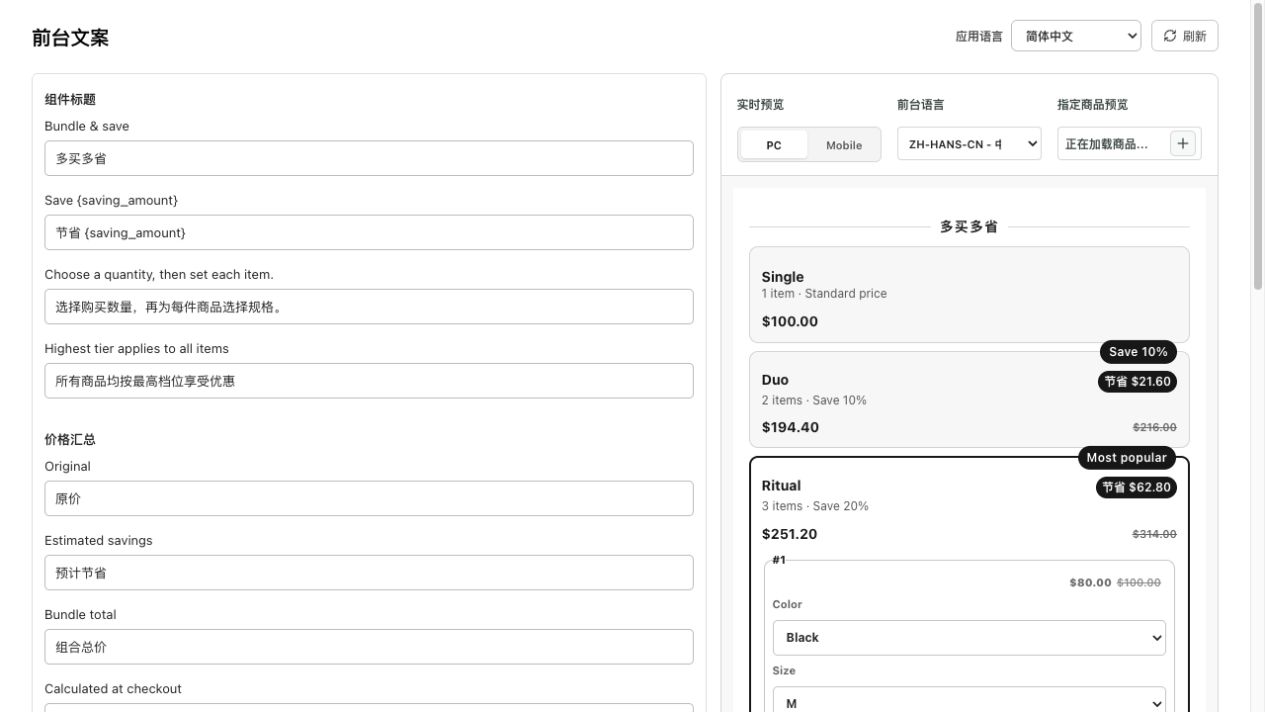 前台文案
应用语言
简体中文
刷新
组件标题
Bundle & save
多买多省
Save {saving_amount}
节省 {saving_amount}
Choose a quantity, then set each item.
选择购买数量，再为每件商品选择规格。
Highest tier applies to all items
所有商品均按最高档位享受优惠
价格汇总
Original
原价
Estimated savings
预计节省
Bundle total
组合总价
Calculated at checkout
实时预览
PC
Mobile
前台语言
ZH-HANS-CN - 中
指定商品预览
正在加载商品...
多买多省
Single
1 item · Standard price
$100.00
Save 10%
Duo
节省 $21.60
2 items · Save 10%
$194.40
$216.00
Most popular
Ritual
节省 $62.80
3 items · Save 20%
$251.20
$314.00
#1
$80.00 $100.00
Color
Black
Size
M